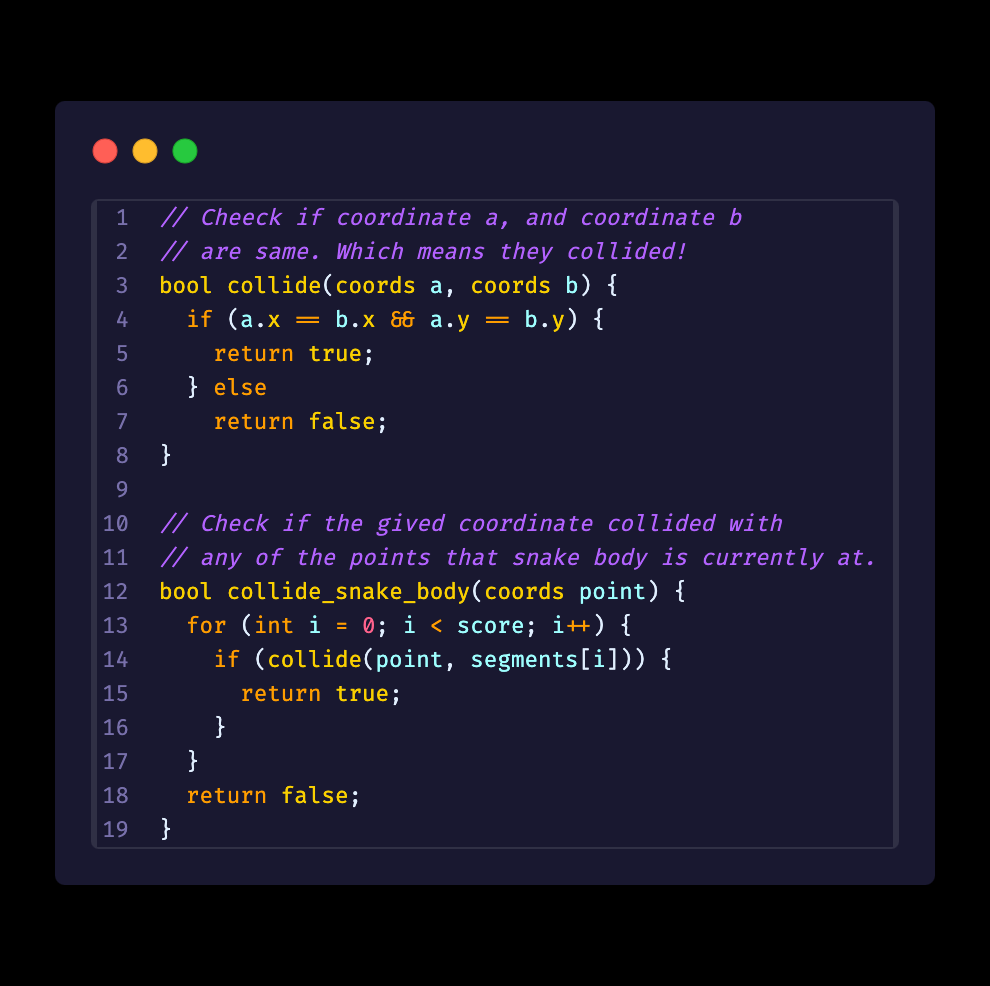 1 // Cheeck if coordinate a, and coordinate b
2 // are same. Which means they collided!
3 bool collide(coords a, coords b) {
4   if (a.x == b.x && a.y == b.y) {
5     return true;
6   } else
7     return false;
8 }
9
10 // Check if the gived coordinate collided with
11 // any of the points that snake body is currently at.
12 bool collide_snake_body(coords point) {
13   for (int i = 0; i < score; i++) {
14     if (collide(point, segments[i])) {
15       return true;
16     }
17   }
18   return false;
19 }